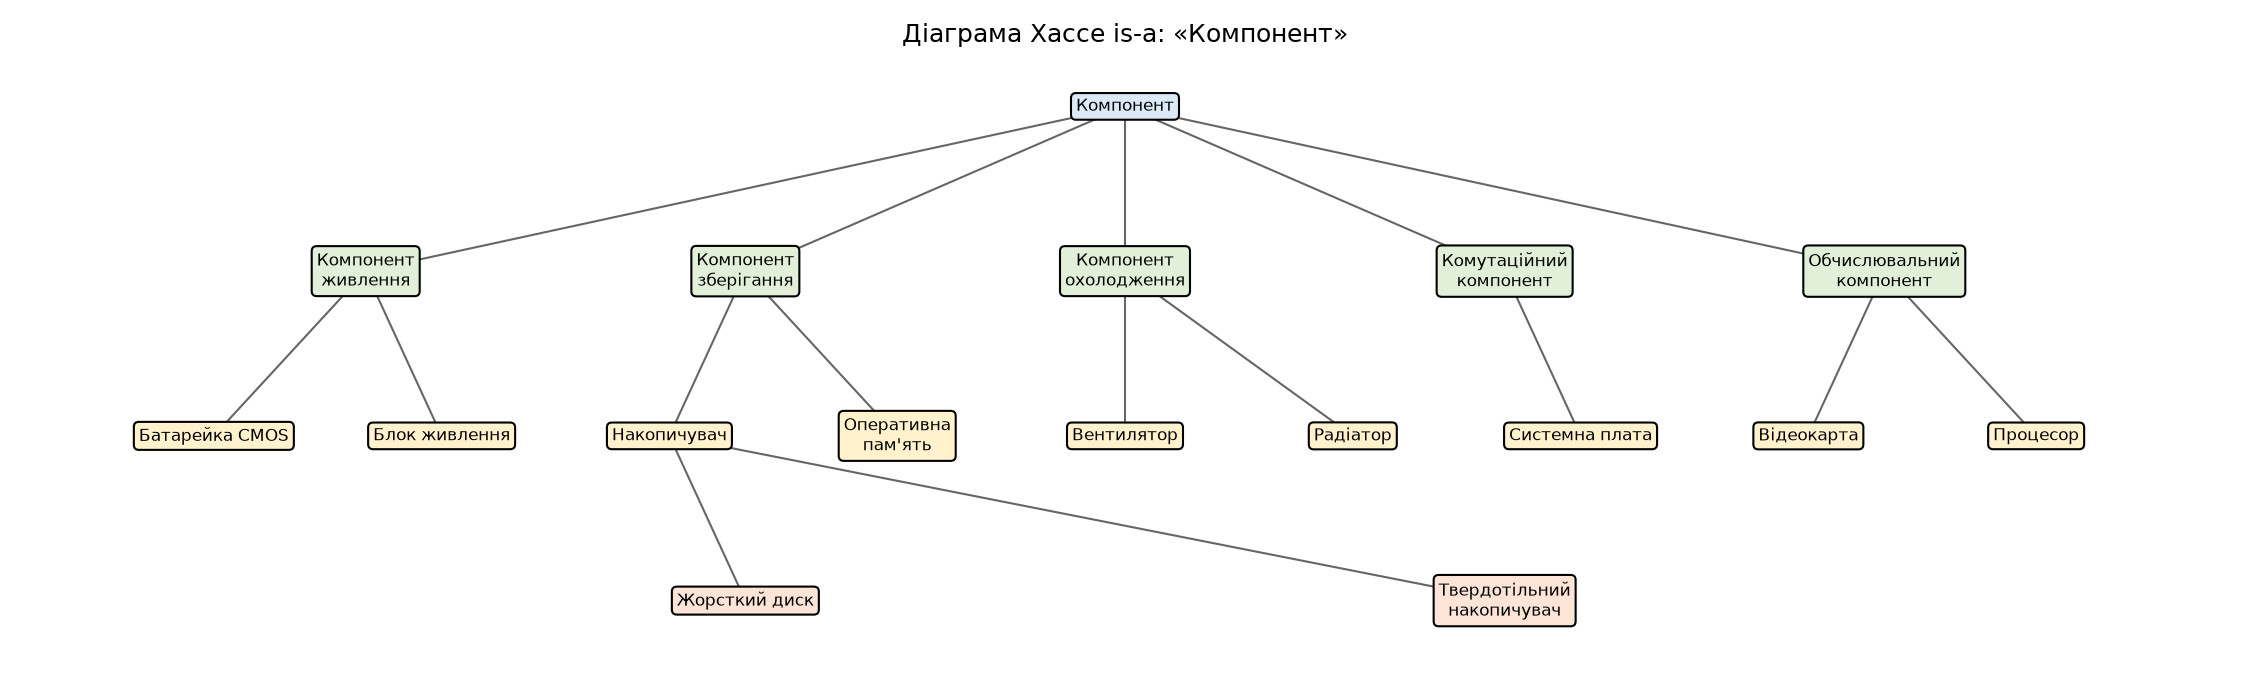 Діаграма Хассе is-a: «Компонент»
Компонент
Компонент
живлення
Компонент
зберігання
Компонент
охолодження
Комутаційний
компонент
Обчислювальний
компонент
Батарейка CMOS
Блок живлення
Накопичувач
Оперативна
пам'ять
Вентилятор
Радіатор
Системна плата
Відеокарта
Процесор
Жорсткий диск
Твердотільний
накопичувач